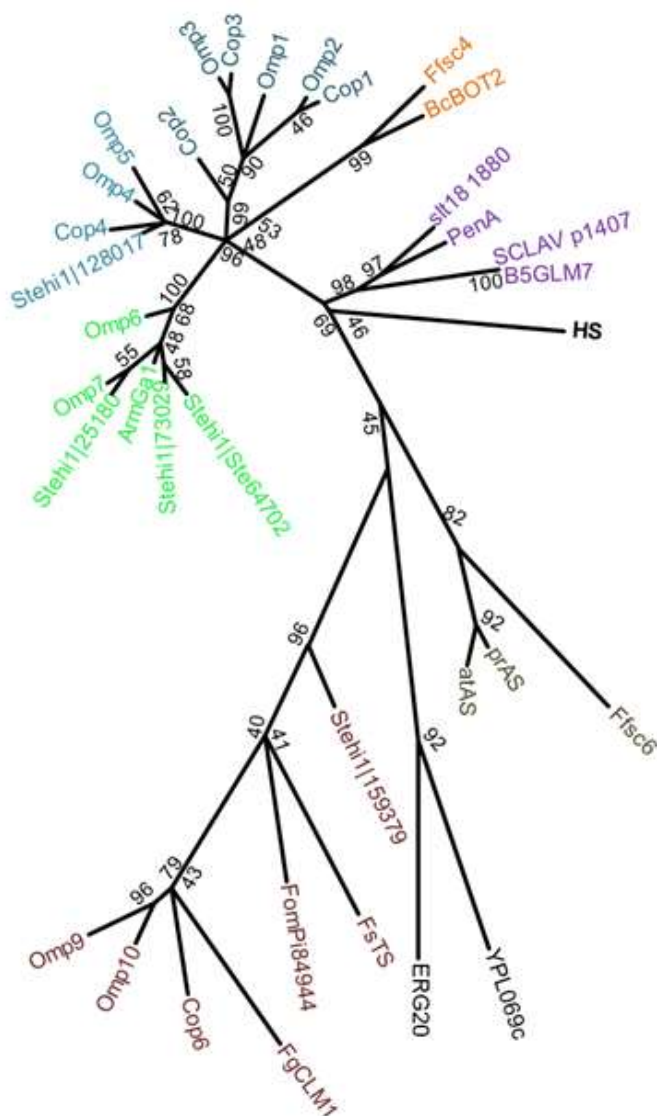 Omp3
Cop3
Omp1
Omp2
Cop1
Ffsc4
BcBOT2
100
46
90
Cop2
50
99
99
Omp5
Omp4
Cop4
62
100
78
Stehi1|128017
53
48
96
slt18 1880
PenA
SCLAV p1407
B5GLM7
97
98
100
HS
46
69
100
68
Omp6
48
55
58
Omp7
Stehi1|25180
ArmGa1
Stehi1|73029
Stehi1|Ste64702
45
82
92
atAS
prAS
Ffsc6
96
Stehi1|159379
92
40
41
FomPi84944
FsTS
ERG20
YPL069c
79
43
96
Omp9
Omp10
Cop6
FgCLM1